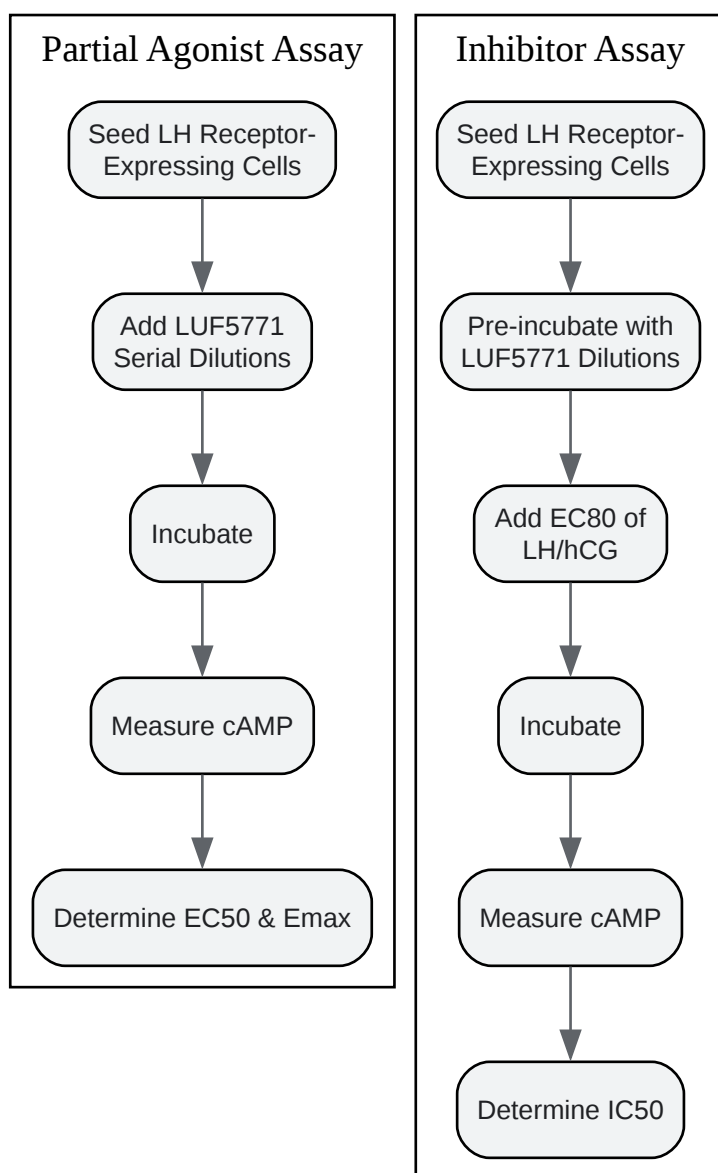 Partial Agonist Assay
Seed LH Receptor-
Expressing Cells
Add LUF5771
Serial Dilutions
Incubate
Measure cAMP
Determine EC50 & Emax
Inhibitor Assay
Seed LH Receptor-
Expressing Cells
Pre-incubate with
LUF5771 Dilutions
Add EC80 of
LH/hCG
Incubate
Measure cAMP
Determine IC50